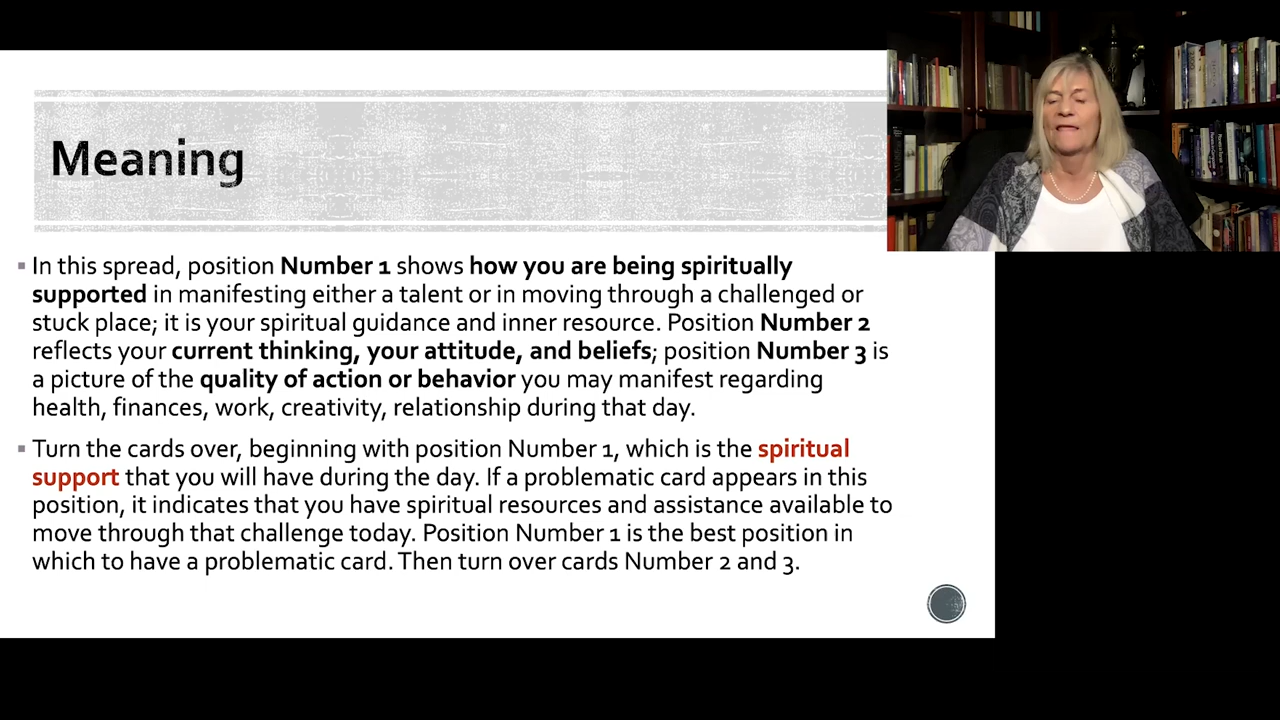 Meaning
In this spread, position Number 1 shows how you are being spiritually
supported in manifesting either a talent or in moving through a challenged or
stuck place; it is your spiritual guidance and inner resource. Position Number 2
reflects your current thinking, your attitude, and beliefs; position Number 3 is
a picture of the quality of action or behavior you may manifest regarding
health, finances, work, creativity, relationship during that day.
Turn the cards over, beginning with position Number 1, which is the spiritual
support that you will have during the day. If a problematic card appears in this
position, it indicates that you have spiritual resources and assistance available to
move through that challenge today. Position Number 1 is the best position in
which to have a problematic card. Then turn over cards Number 2 and 3.